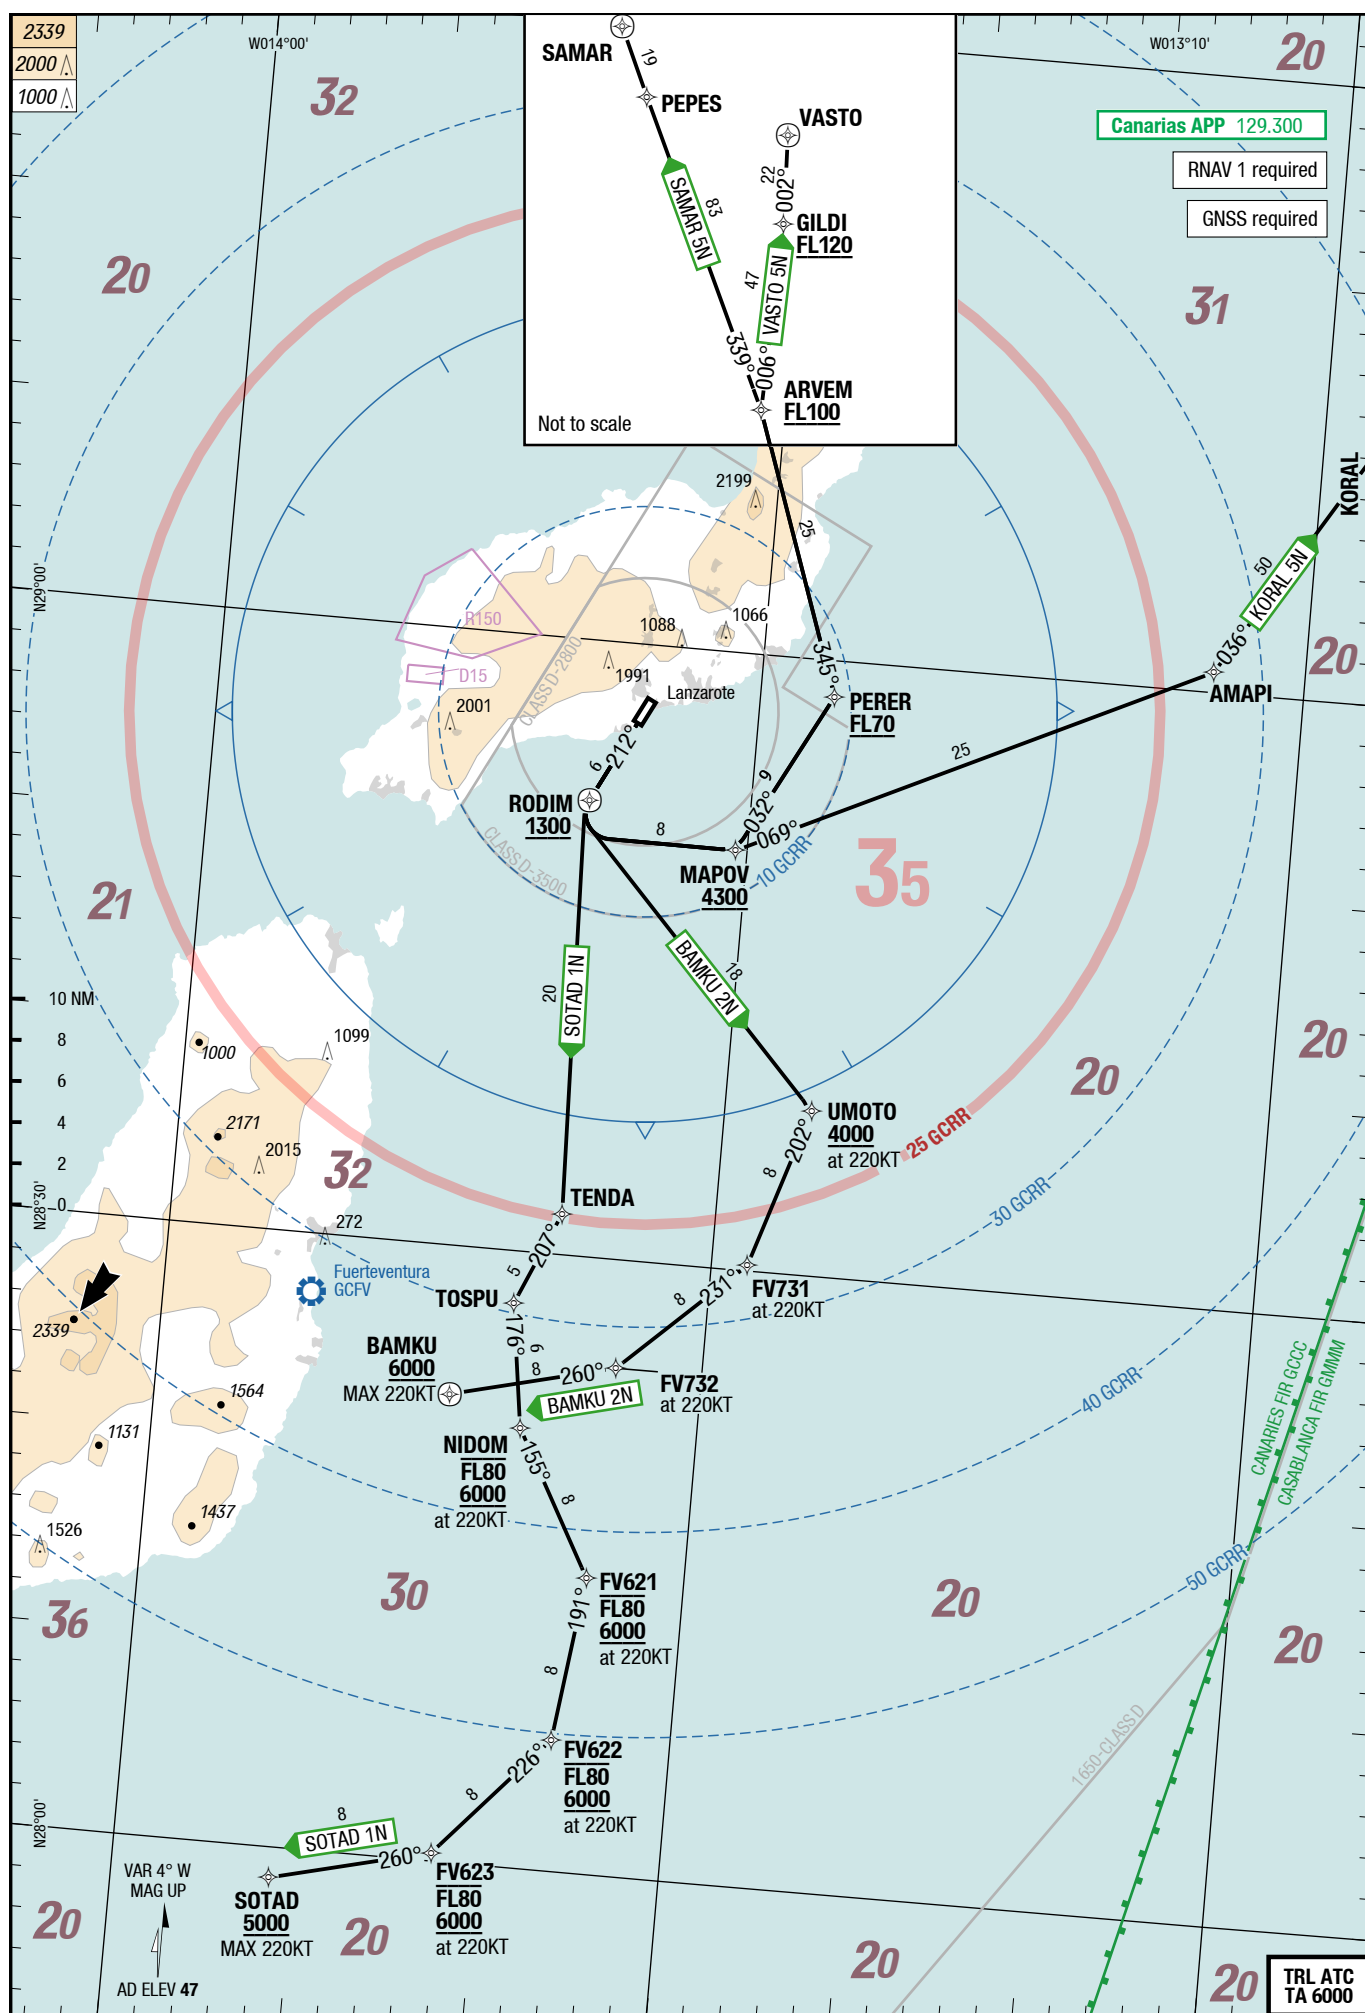 2339
2000
1000
W014°00'
W013°10'
SAMAR
19
PEPES
VASTO
22
002°
GILDI
FL120
SAMAR 5N
83
47
VASTO 5N
339°
006°
ARVEM
FL100
Not to scale
Canarias APP 129.300
RNAV 1 required
GNSS required
32
20
20
31
KORAL
50
KORAL 5N
036°
20
AMAPI
N29°00'
2199
25
R150
D15
1088
1066
1991
2001
CLASS D-2800
Lanzarote
345°
PERER
FL70
212°
6
RODIM
1300
8
9
032°
069°
25
MAPOV
4300
10 GCRR
CLASS D-3500
35
21
SOTAD 1N
20
BAMKU 2N
18
10 NM
8
6
4
2
0
1000
1099
2171
2015
32
272
20
20
UMOTO
4000
at 220KT
202°
8
25 GCRR
30 GCRR
N28°30'
TENDA
207°
5
TOSPU
Fuerteventura
GCFV
2339
FV731
at 220KT
231°
8
176°
6
BAMKU
6000
MAX 220KT
8
260°
FV732
at 220KT
BAMKU 2N
40 GCRR
CANARIES FIR GCCC
CASABLANCA FIR GMMM
1564
1131
1437
1526
NIDOM
FL80
6000
at 220KT
155°
8
50 GCRR
36
30
FV621
FL80
6000
at 220KT
191°
8
20
20
FV622
FL80
6000
at 220KT
226°
8
1650-CLASS D
N28°00'
8
SOTAD 1N
260°
FV623
FL80
6000
at 220KT
SOTAD
5000
MAX 220KT
VAR 4° W
MAG UP
AD ELEV 47
20
20
20
20
TRL ATC
TA 6000